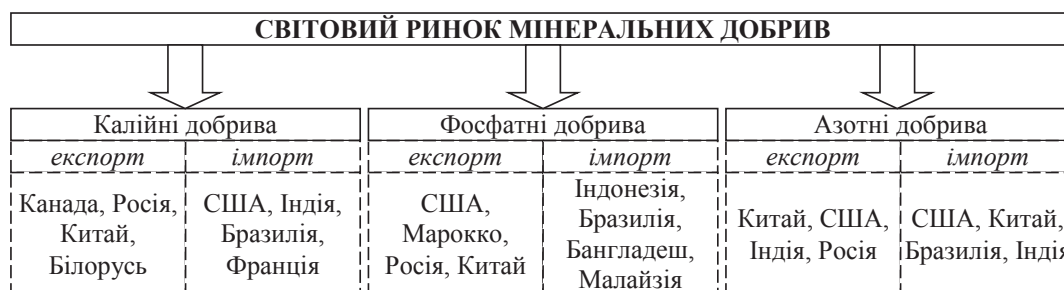 СВІТОВИЙ РИНОК МІНЕРАЛЬНИХ ДОБРИВ
Калійні добрива
експорт
імпорт
Канада, Росія,
Китай,
Білорусь
США, Індія,
Бразилія,
Франція
Фосфатні добрива
експорт
імпорт
США,
Марокко,
Росія, Китай
Індонезія,
Бразилія,
Бангладеш,
Малайзія
Азотні добрива
експорт
імпорт
Китай, США,
Індія, Росія
США, Китай,
Бразилія, Індія